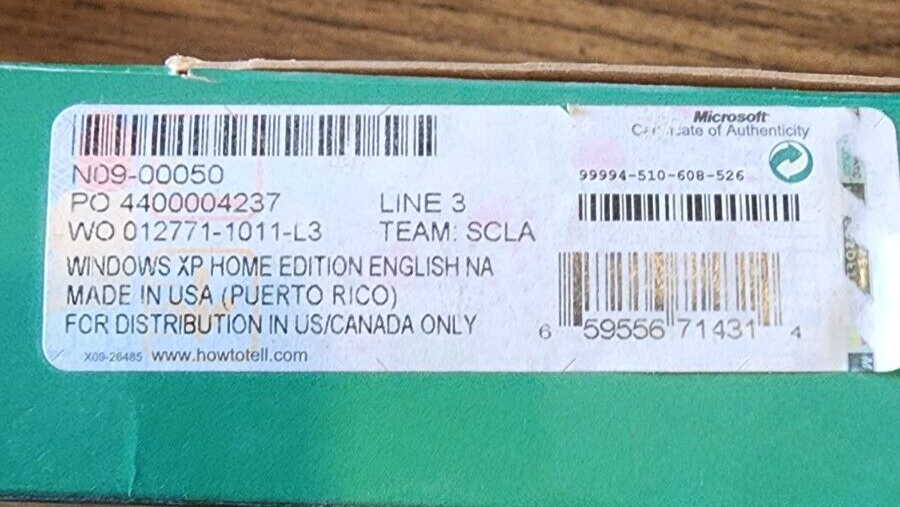 N09-00050
PO 4400004237 LINE 3
WO 012771-1011-L3 TEAM: SCLA
WINDOWS XP HOME EDITION ENGLISH NA
MADE IN USA (PUERTO RICO)
FOR DISTRIBUTION IN US/CANADA ONLY
X09-26485 www.howtotell.com
Microsoft
Certificate of Authenticity
99994-510-608-526
6 59556 71431 4